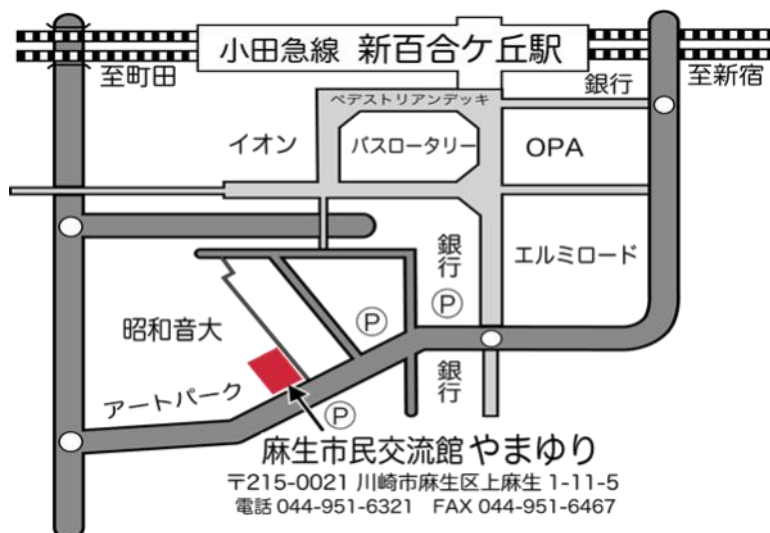 小田急線 新百合ケ丘駅
至町田
銀行
至新宿
ペデストリアンデッキ
イオン
バスロータリー
OPA
銀行
エルミロード
昭和音大
P
P
アートパーク
銀行
P
麻生市民交流館 やまゆり
〒215-0021 川崎市麻生区上麻生 1-11-5
電話 044-951-6321 FAX 044-951-6467